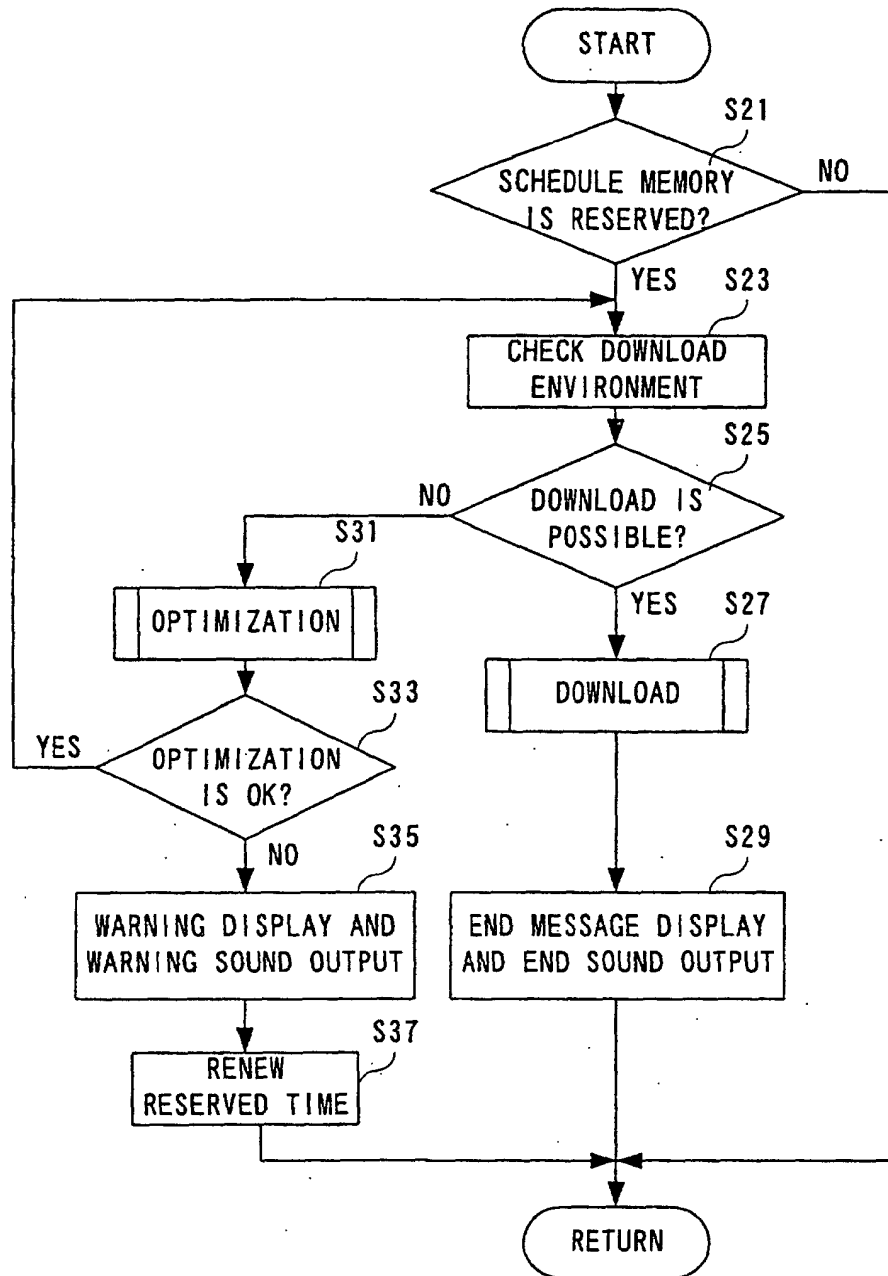 START
S21
SCHEDULE MEMORY
IS RESERVED?
NO
YES
S23
CHECK DOWNLOAD
ENVIRONMENT
S25
DOWNLOAD IS
POSSIBLE?
NO
YES
S31
OPTIMIZATION
S27
DOWNLOAD
S33
OPTIMIZATION
IS OK?
YES
NO
S35
WARNING DISPLAY AND
WARNING SOUND OUTPUT
S29
END MESSAGE DISPLAY
AND END SOUND OUTPUT
S37
RENEW
RESERVED TIME
RETURN